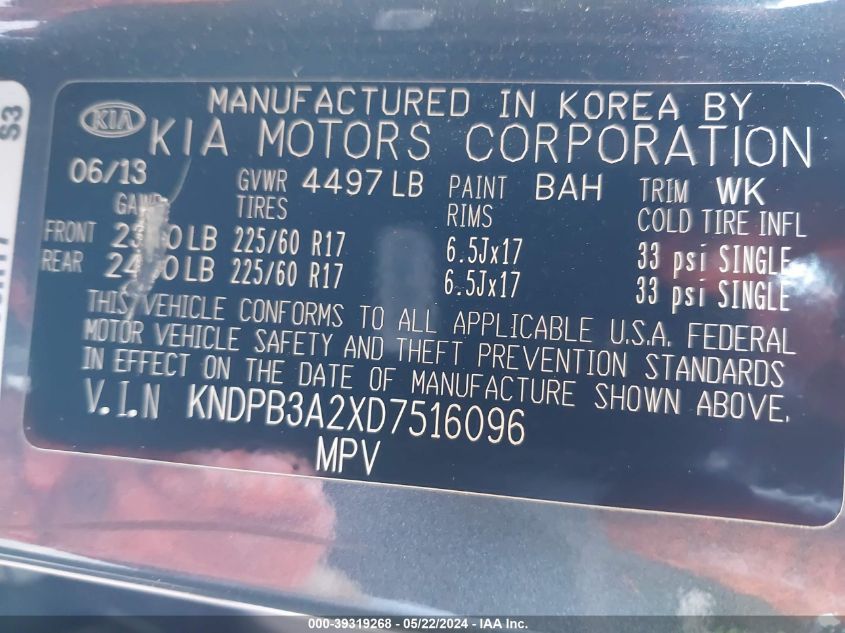 S3
KIA
MANUFACTURED IN KOREA BY
KIA MOTORS CORPORATION
06/13 GVWR 4497 LB PAINT BAH TRIM WK
TIRES RIMS COLD TIRE INFL
FRONT LB 225/60 R17 6.5Jx17 33 psi SINGLE
REAR LB 225/60 R17 6.5Jx17 33 psi SINGLE
THIS VEHICLE CONFORMS TO ALL APPLICABLE U.S.A. FEDERAL
MOTOR VEHICLE SAFETY AND THEFT PREVENTION STANDARDS
IN EFFECT ON THE DATE OF MANUFACTURE SHOWN ABOVE.
V.I.N KNDPB3A2XD7516096
MPV
000-39319268 - 05/22/2024 - IAA Inc.